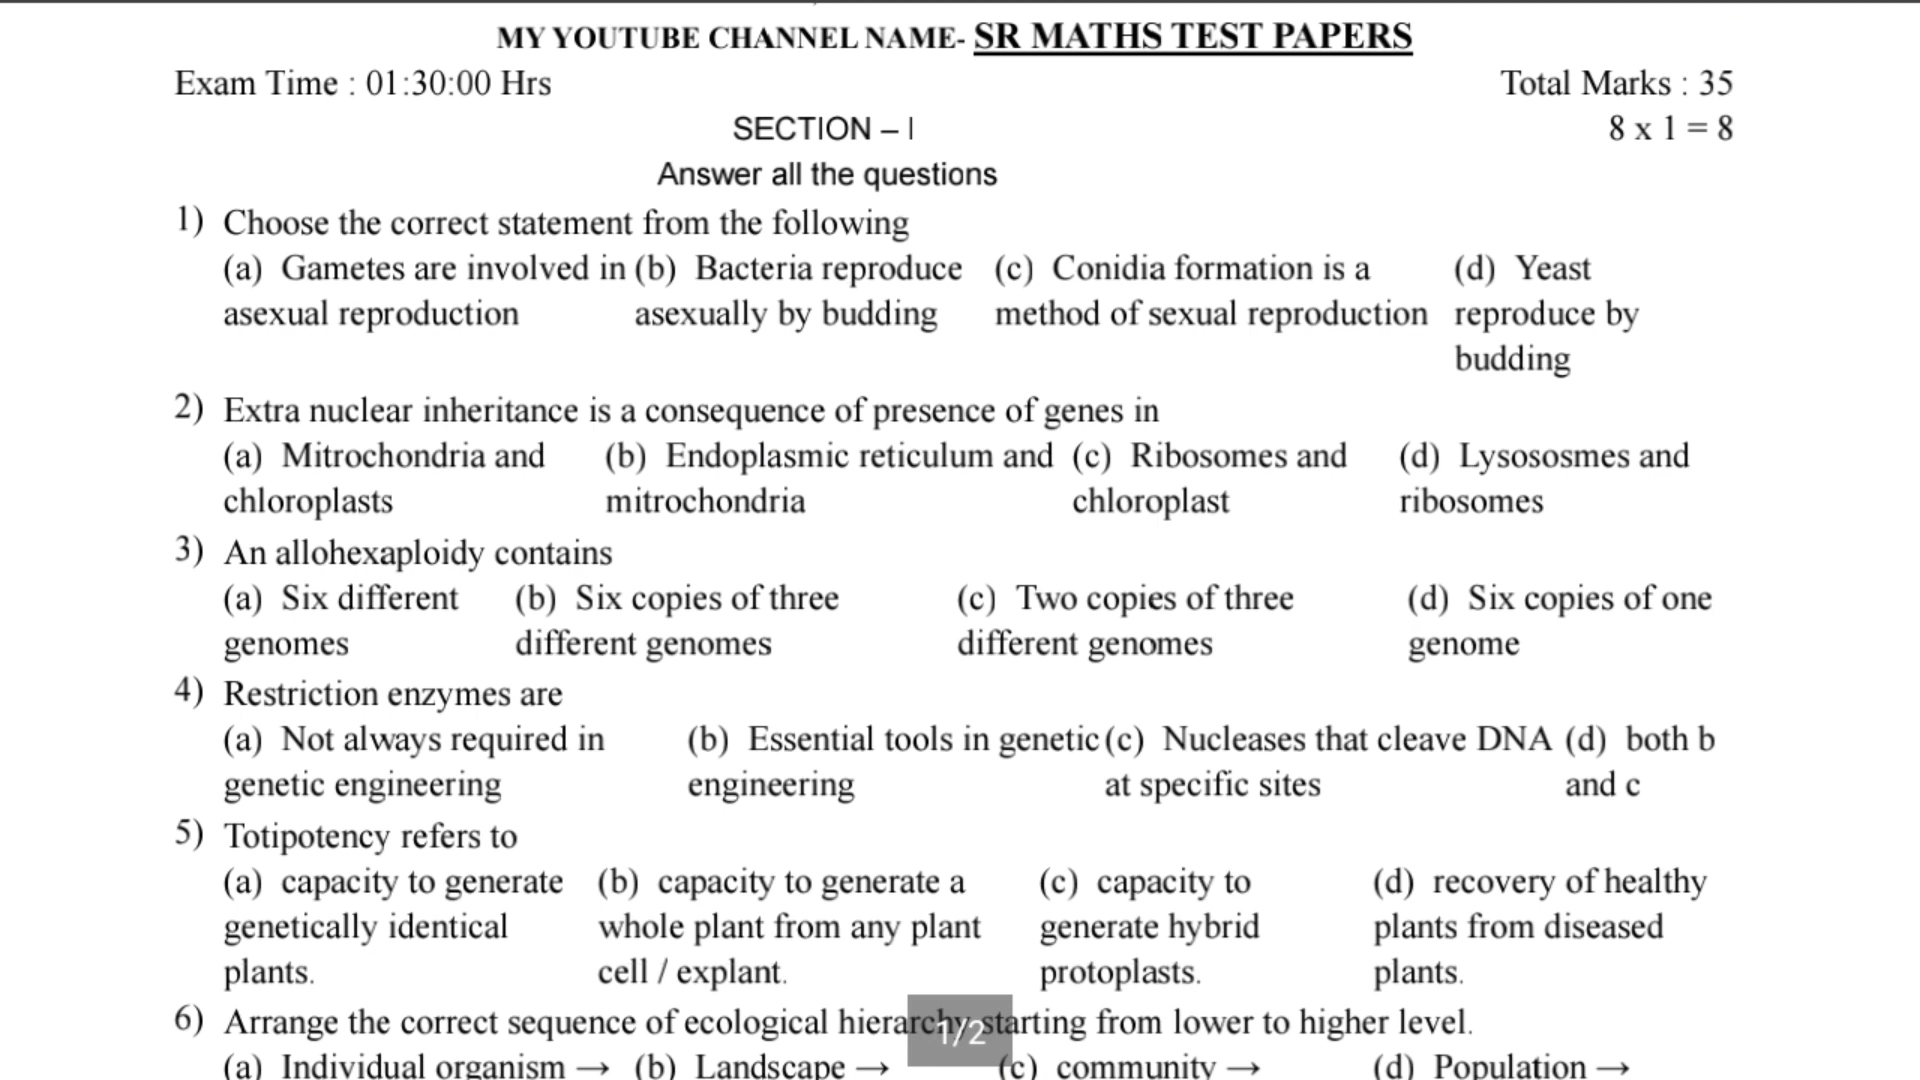 MY YOUTUBE CHANNEL NAME- SR MATHS TEST PAPERS
Exam Time : 01:30:00 Hrs Total Marks : 35
SECTION – I 8 x 1 = 8
Answer all the questions
1) Choose the correct statement from the following
(a) Gametes are involved in (b) Bacteria reproduce (c) Conidia formation is a (d) Yeast
asexual reproduction asexually by budding method of sexual reproduction reproduce by
budding
2) Extra nuclear inheritance is a consequence of presence of genes in
(a) Mitrochondria and (b) Endoplasmic reticulum and (c) Ribosomes and (d) Lysososmes and
chloroplasts mitrochondria chloroplast ribosomes
3) An allohexaploidy contains
(a) Six different (b) Six copies of three (c) Two copies of three (d) Six copies of one
genomes different genomes different genomes genome
4) Restriction enzymes are
(a) Not always required in (b) Essential tools in genetic (c) Nucleases that cleave DNA (d) both b
genetic engineering engineering at specific sites and c
5) Totipotency refers to
(a) capacity to generate (b) capacity to generate a (c) capacity to (d) recovery of healthy
genetically identical whole plant from any plant generate hybrid plants from diseased
plants. cell / explant. protoplasts. plants.
6) Arrange the correct sequence of ecological hierarchy starting from lower to higher level.
1/2
(a) Individual organism → (b) Landscape → (c) community → (d) Population →